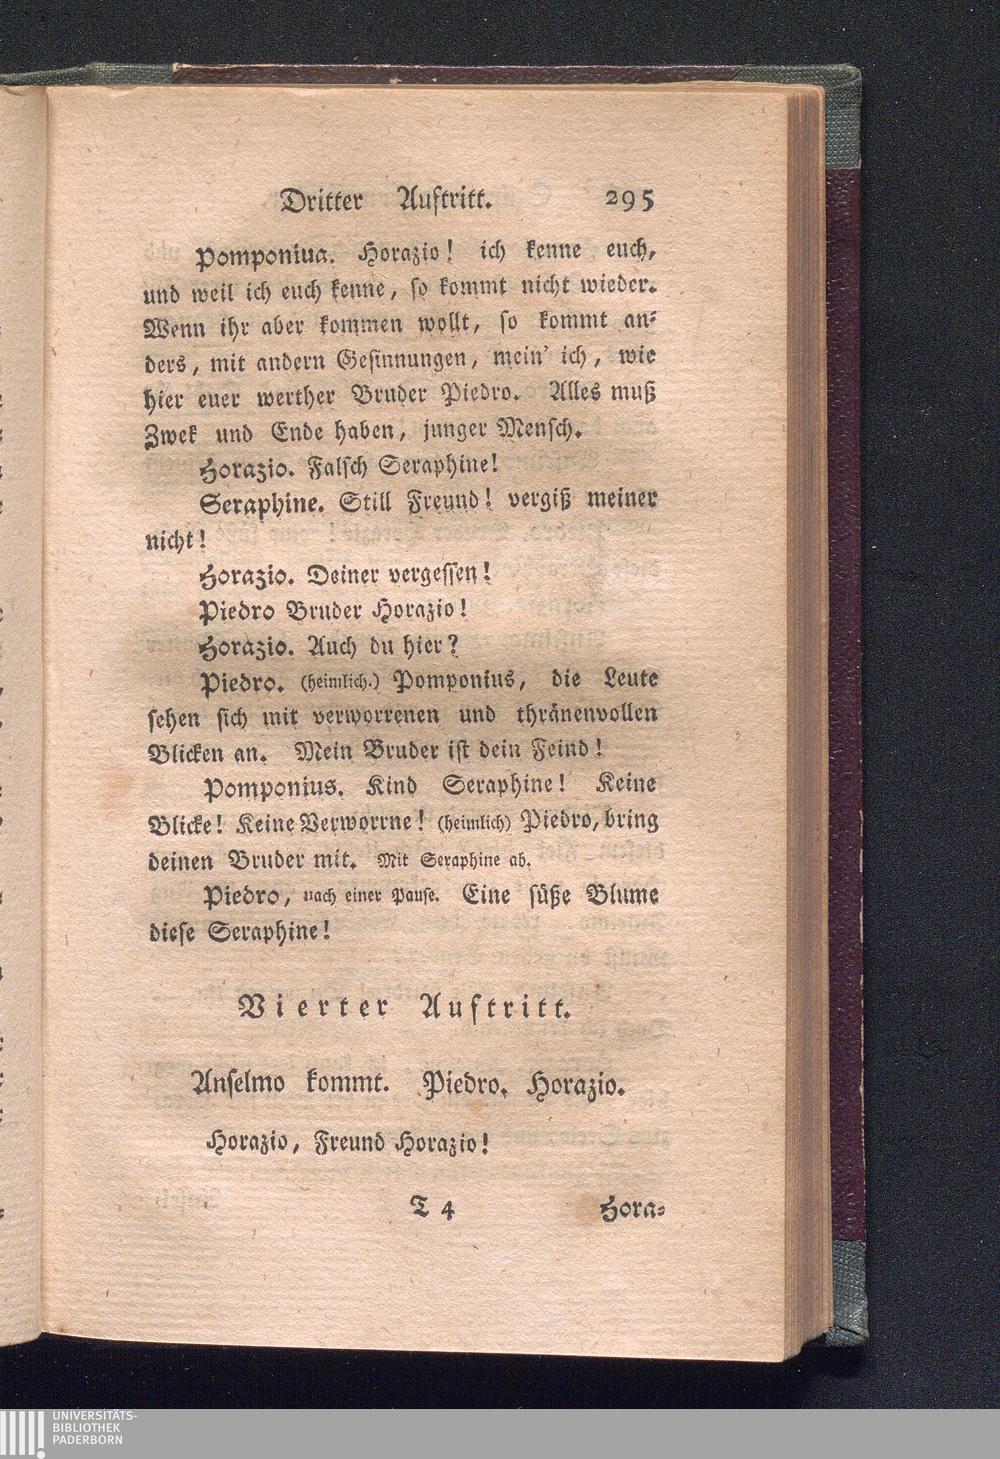 Dritter Auftritt. 295
Pomponius. Horazio! ich kenne euch,
und weil ich euch kenne, so kommt nicht wieder.
Wenn ihr aber kommen wollt, so kommt an-
ders, mit andern Gesinnungen, mein' ich, wie
hier euer werther Bruder Piedro. Alles muß
Zwek und Ende haben, junger Mensch.
Horazio. Falsch Seraphine!
Seraphine. Still Freund! vergiß meiner
nicht!
Horazio. Deiner vergessen!
Piedro Bruder Horazio!
Horazio. Auch du hier?
Piedro. (heimlich.) Pomponius, die Leute
sehen sich mit verworrenen und thränenvollen
Blicken an. Mein Bruder ist dein Feind!
Pomponius. Kind Seraphine! Keine
Blicke! Keine Verworrne! (heimlich) Piedro, bring
deinen Bruder mit. Mit Seraphine ab.
Piedro, nach einer Pause. Eine süße Blume
diese Seraphine!
Vierter Auftritt.
Anselmo kommt. Piedro. Horazio.
Horazio, Freund Horazio!
T 4 Hora-
UNIVERSITÄTS-
BIBLIOTHEK
PADERBORN